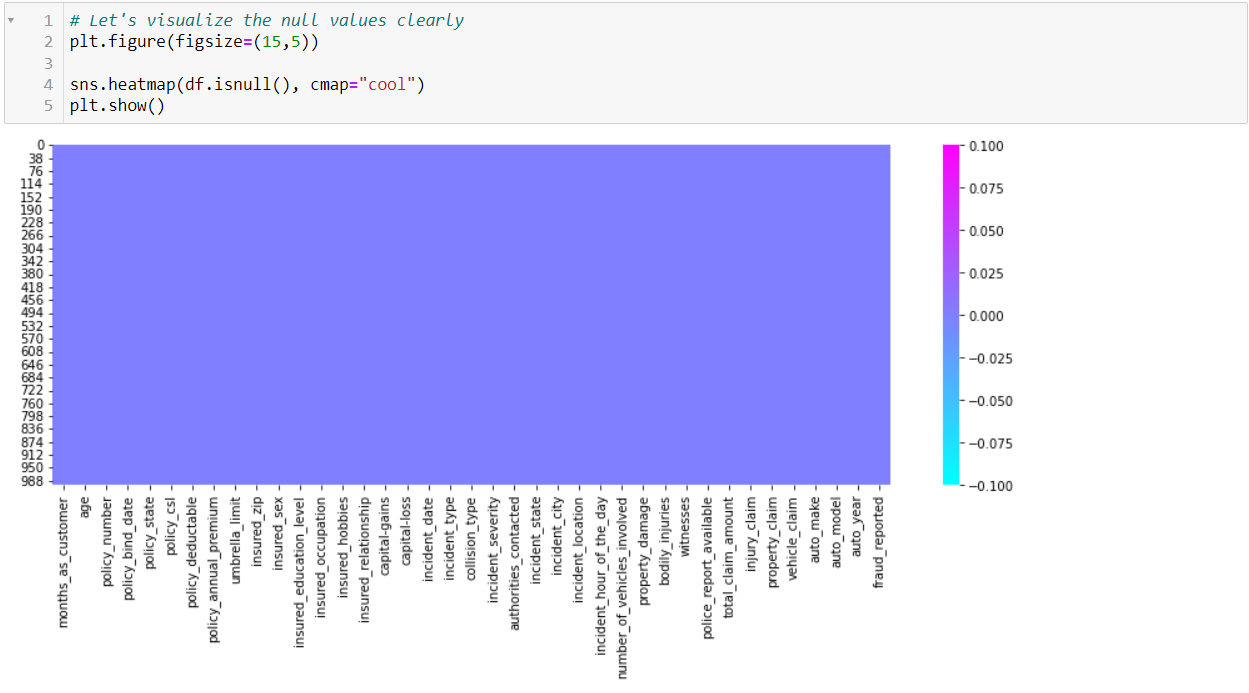 1 # Let's visualize the null values clearly
2 plt.figure(figsize=(15,5))
3
4 sns.heatmap(df.isnull(), cmap="cool")
5 plt.show()
0
38
76
114
152
190
228
266
304
342
380
418
456
494
532
570
608
646
684
722
760
798
836
874
912
950
988
months_as_customer
age
policy_number
policy_bind_date
policy_state
policy_csl
policy_deductable
policy_annual_premium
umbrella_limit
insured_zip
insured_sex
insured_education_level
insured_occupation
insured_hobbies
insured_relationship
capital-gains
capital-loss
incident_date
incident_type
collision_type
incident_severity
authorities_contacted
incident_state
incident_city
incident_location
incident_hour_of_the_day
number_of_vehicles_involved
property_damage
bodily_injuries
witnesses
police_report_available
total_claim_amount
injury_claim
property_claim
vehicle_claim
auto_make
auto_model
auto_year
fraud_reported
0.100
0.075
0.050
0.025
0.000
−0.025
−0.050
−0.075
−0.100